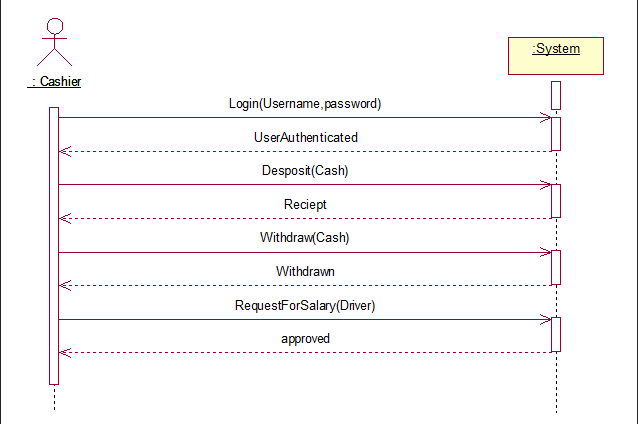 :System
: Cashier
Login(Username,password)
UserAuthenticated
Desposit(Cash)
Reciept
Withdraw(Cash)
Withdrawn
RequestForSalary(Driver)
approved